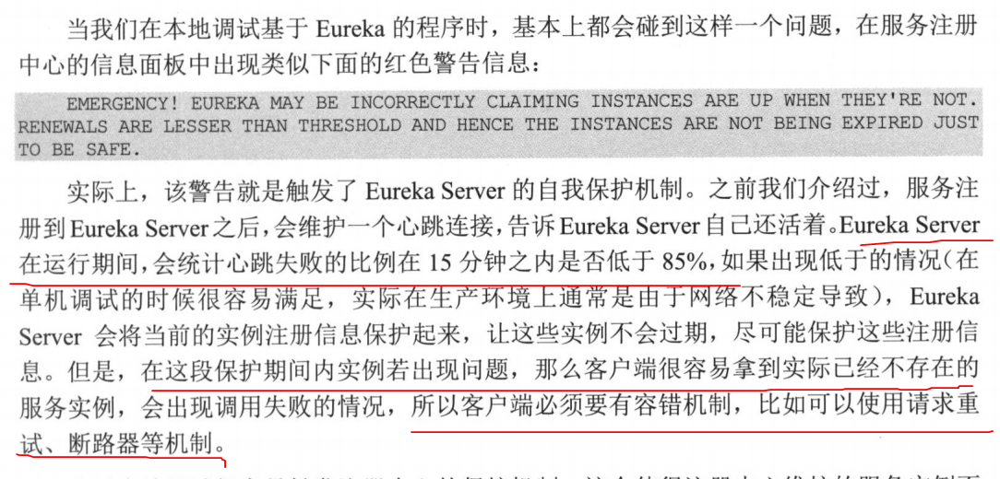 当我们在本地调试基于 Eureka 的程序时，基本上都会碰到这样一个问题，在服务注册
中心的信息面板中出现类似下面的红色警告信息：
EMERGENCY! EUREKA MAY BE INCORRECTLY CLAIMING INSTANCES ARE UP WHEN THEY'RE NOT.
RENEWALS ARE LESSER THAN THRESHOLD AND HENCE THE INSTANCES ARE NOT BEING EXPIRED JUST
TO BE SAFE.
实际上，该警告就是触发了 Eureka Server 的自我保护机制。之前我们介绍过，服务注
册到 Eureka Server 之后，会维护一个心跳连接，告诉 Eureka Server 自己还活着。Eureka Server
在运行期间，会统计心跳失败的比例在 15 分钟之内是否低于 85%，如果出现低于的情况（在
单机调试的时候很容易满足，实际在生产环境上通常是由于网络不稳定导致），Eureka
Server 会将当前的实例注册信息保护起来，让这些实例不会过期，尽可能保护这些注册信
息。但是，在这段保护期间内实例若出现问题，那么客户端很容易拿到实际已经不存在的
服务实例，会出现调用失败的情况，所以客户端必须要有容错机制，比如可以使用请求重
试、断路器等机制。